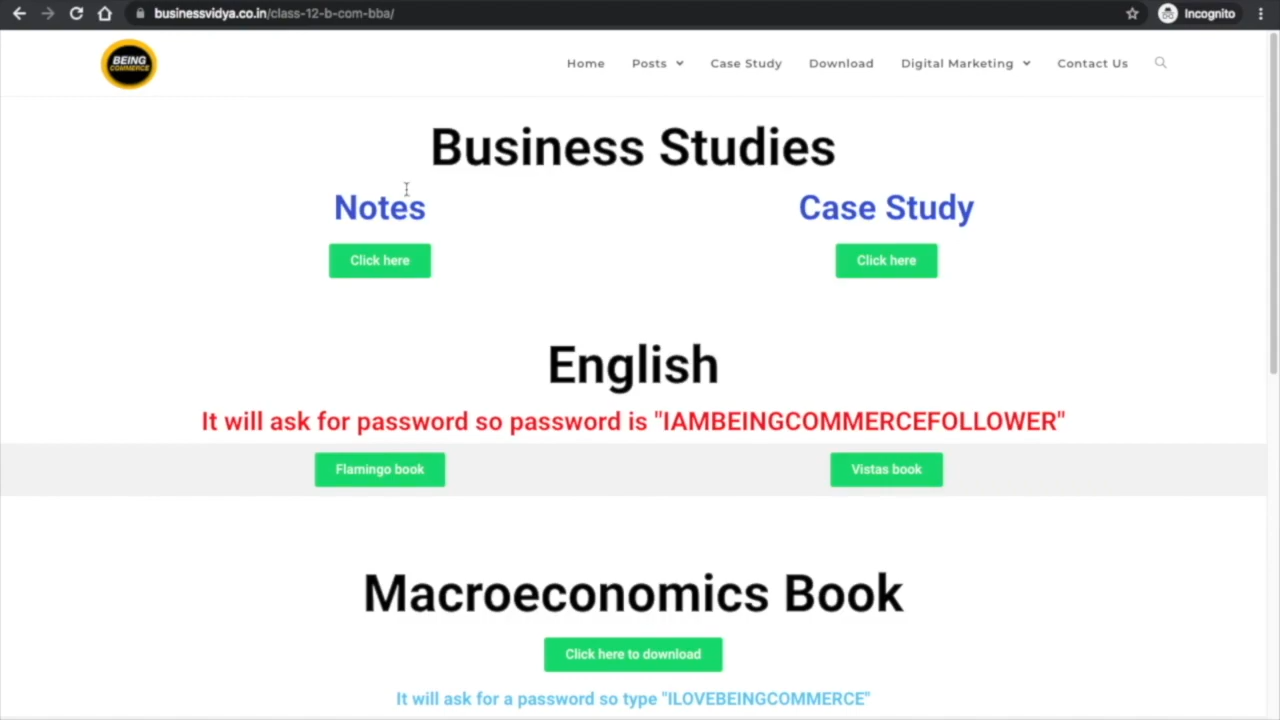 businessvidya.co.in/class-12-b-com-bba/
Incognito
BEING
COMMERCE
Home Posts Case Study Download Digital Marketing Contact Us
Business Studies
Notes Case Study
Click here Click here
English
It will ask for password so password is "IAMBEINGCOMMERCEFOLLOWER"
Flamingo book Vistas book
Macroeconomics Book
Click here to download
It will ask for a password so type "ILOVEBEINGCOMMERCE"